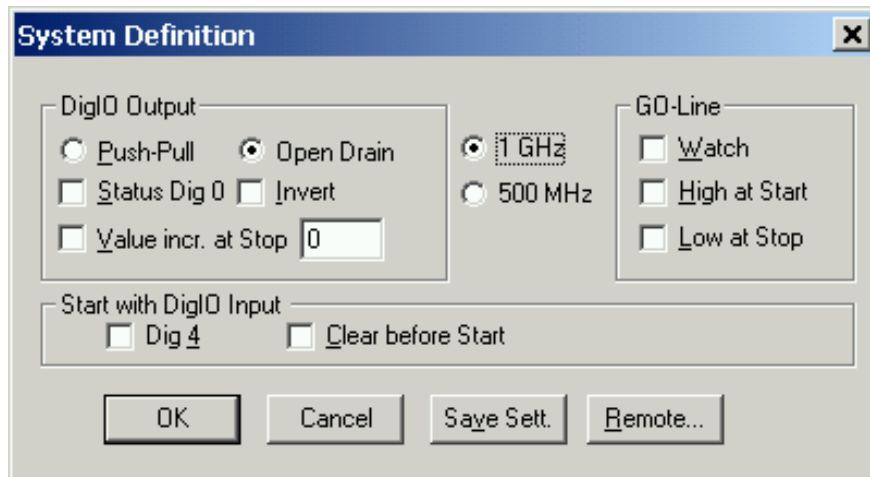 System Definition
DigIO Output
Push-Pull
Open Drain
Status Dig 0
Invert
Value incr. at Stop
0
1 GHz
500 MHz
GO-Line
Watch
High at Start
Low at Stop
Start with DigIO Input
Dig 4
Clear before Start
OK
Cancel
Save Sett.
Remote...